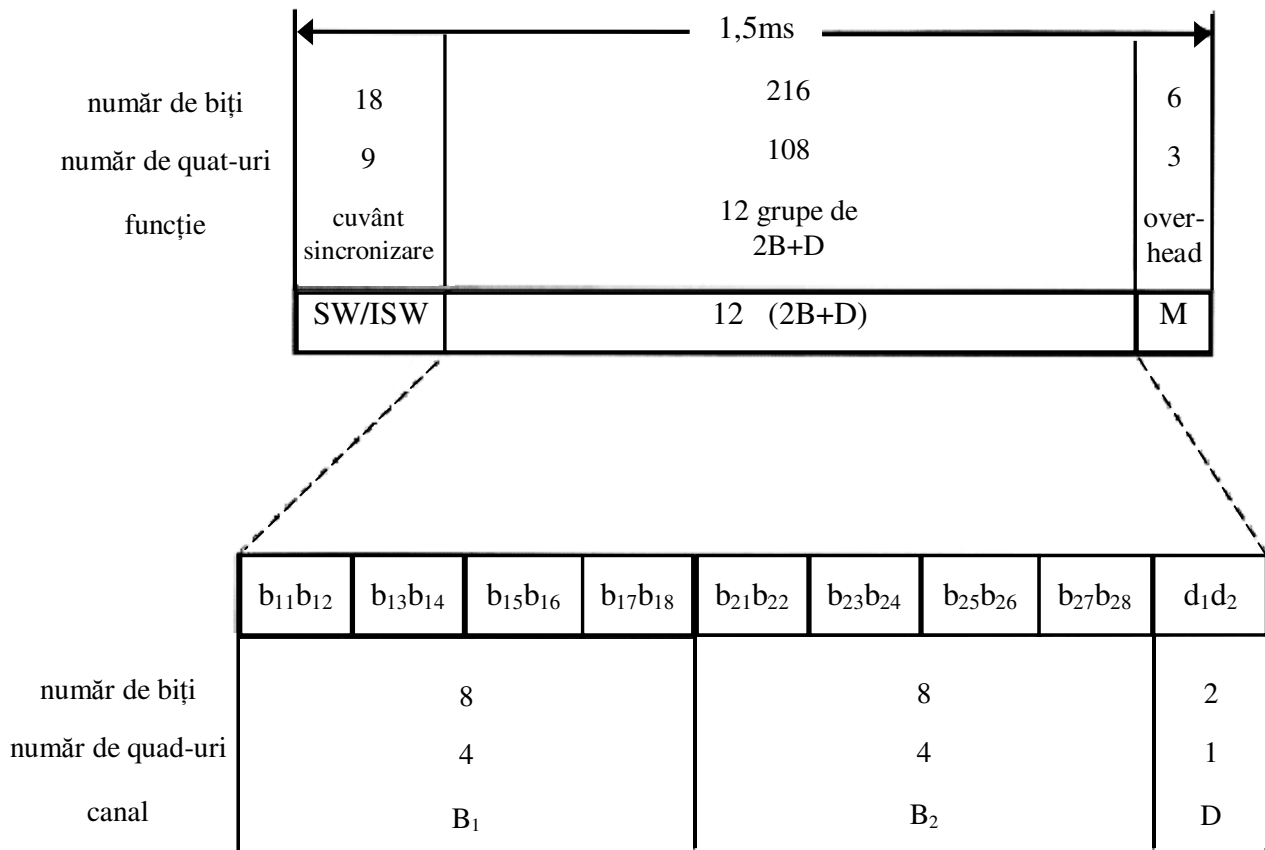 1,5ms
număr de biți 18 216 6
număr de quat-uri 9 108 3
funcție cuvânt sincronizare 12 grupe de 2B+D over-head
SW/ISW 12 (2B+D) M
b₁₁b₁₂ b₁₃b₁₄ b₁₅b₁₆ b₁₇b₁₈ b₂₁b₂₂ b₂₃b₂₄ b₂₅b₂₆ b₂₇b₂₈ d₁d₂
număr de biți 8 8 2
număr de quad-uri 4 4 1
canal B₁ B₂ D